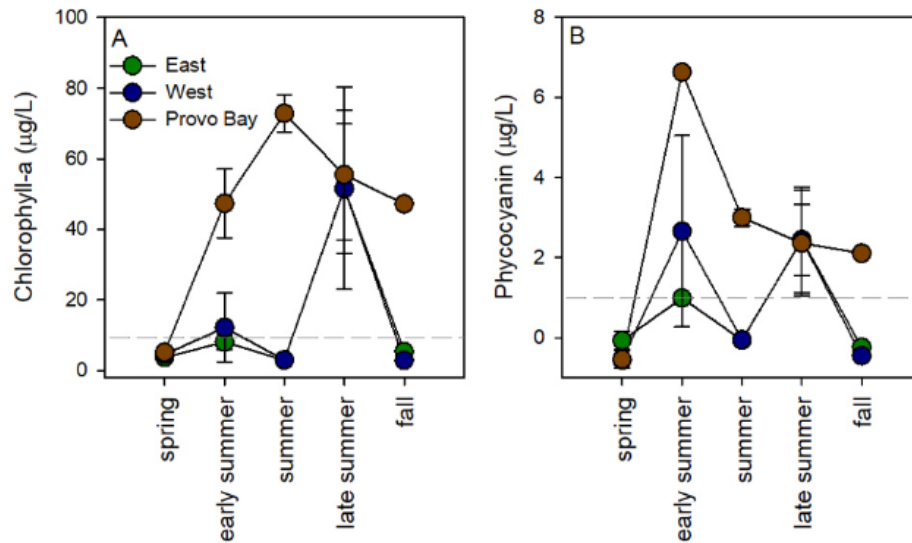 A
East
West
Provo Bay
Chlorophyll-a (µg/L)
100
80
60
40
20
0
spring
early summer
summer
late summer
fall
B
Phycocyanin (µg/L)
8
6
4
2
0
spring
early summer
summer
late summer
fall